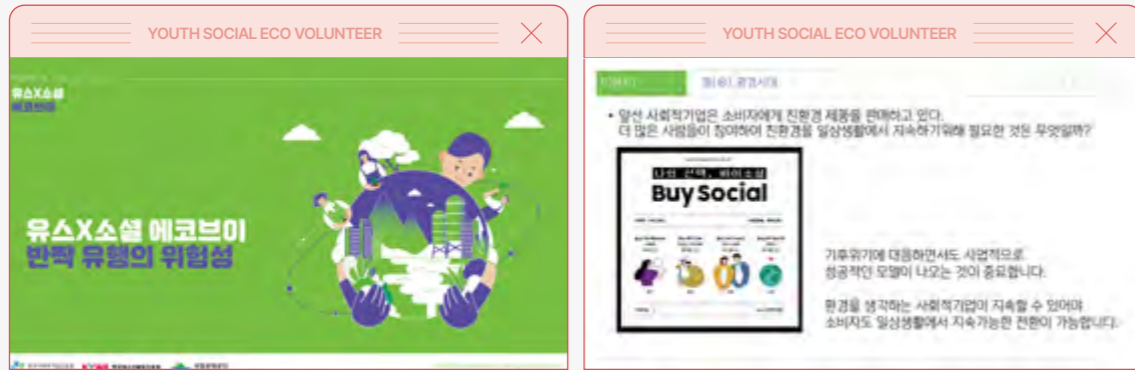 YOUTH SOCIAL ECO VOLUNTEER
유스X소셜
에코브이
유스X소셜 에코브이
반짝 유행의 위험성
YOUTH SOCIAL ECO VOLUNTEER
• 앞선 사회적기업은 소비자에게 친환경 제품을 판매하고 있다.
더 많은 사람들이 참여하여 친환경을 일상생활에서 지속하기위해 필요한 것은 무엇일까?
나의 선택, 바이소셜
Buy Social
기후위기에 대응하면서도 사업적으로
성공적인 모델이 나오는 것이 중요합니다.
환경을 생각하는 사회적기업이 지속할 수 있어야
소비자도 일상생활에서 지속가능한 전환이 가능합니다.